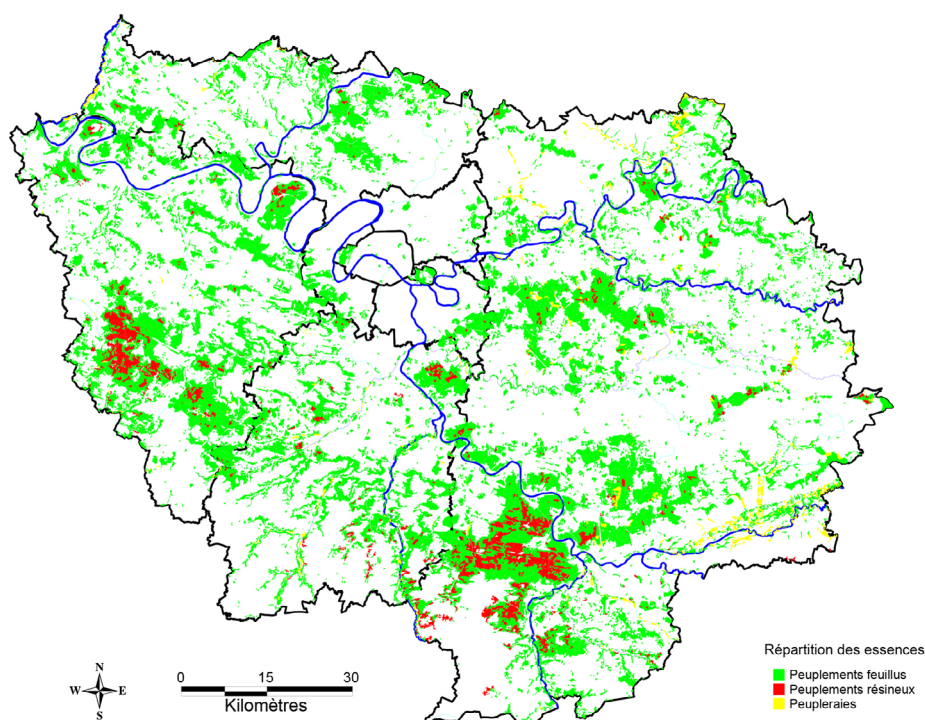 Répartition des essences
Peuplements feuillus
Peuplements résineux
Peupleraies
N
W E
S
0 15 30
Kilomètres